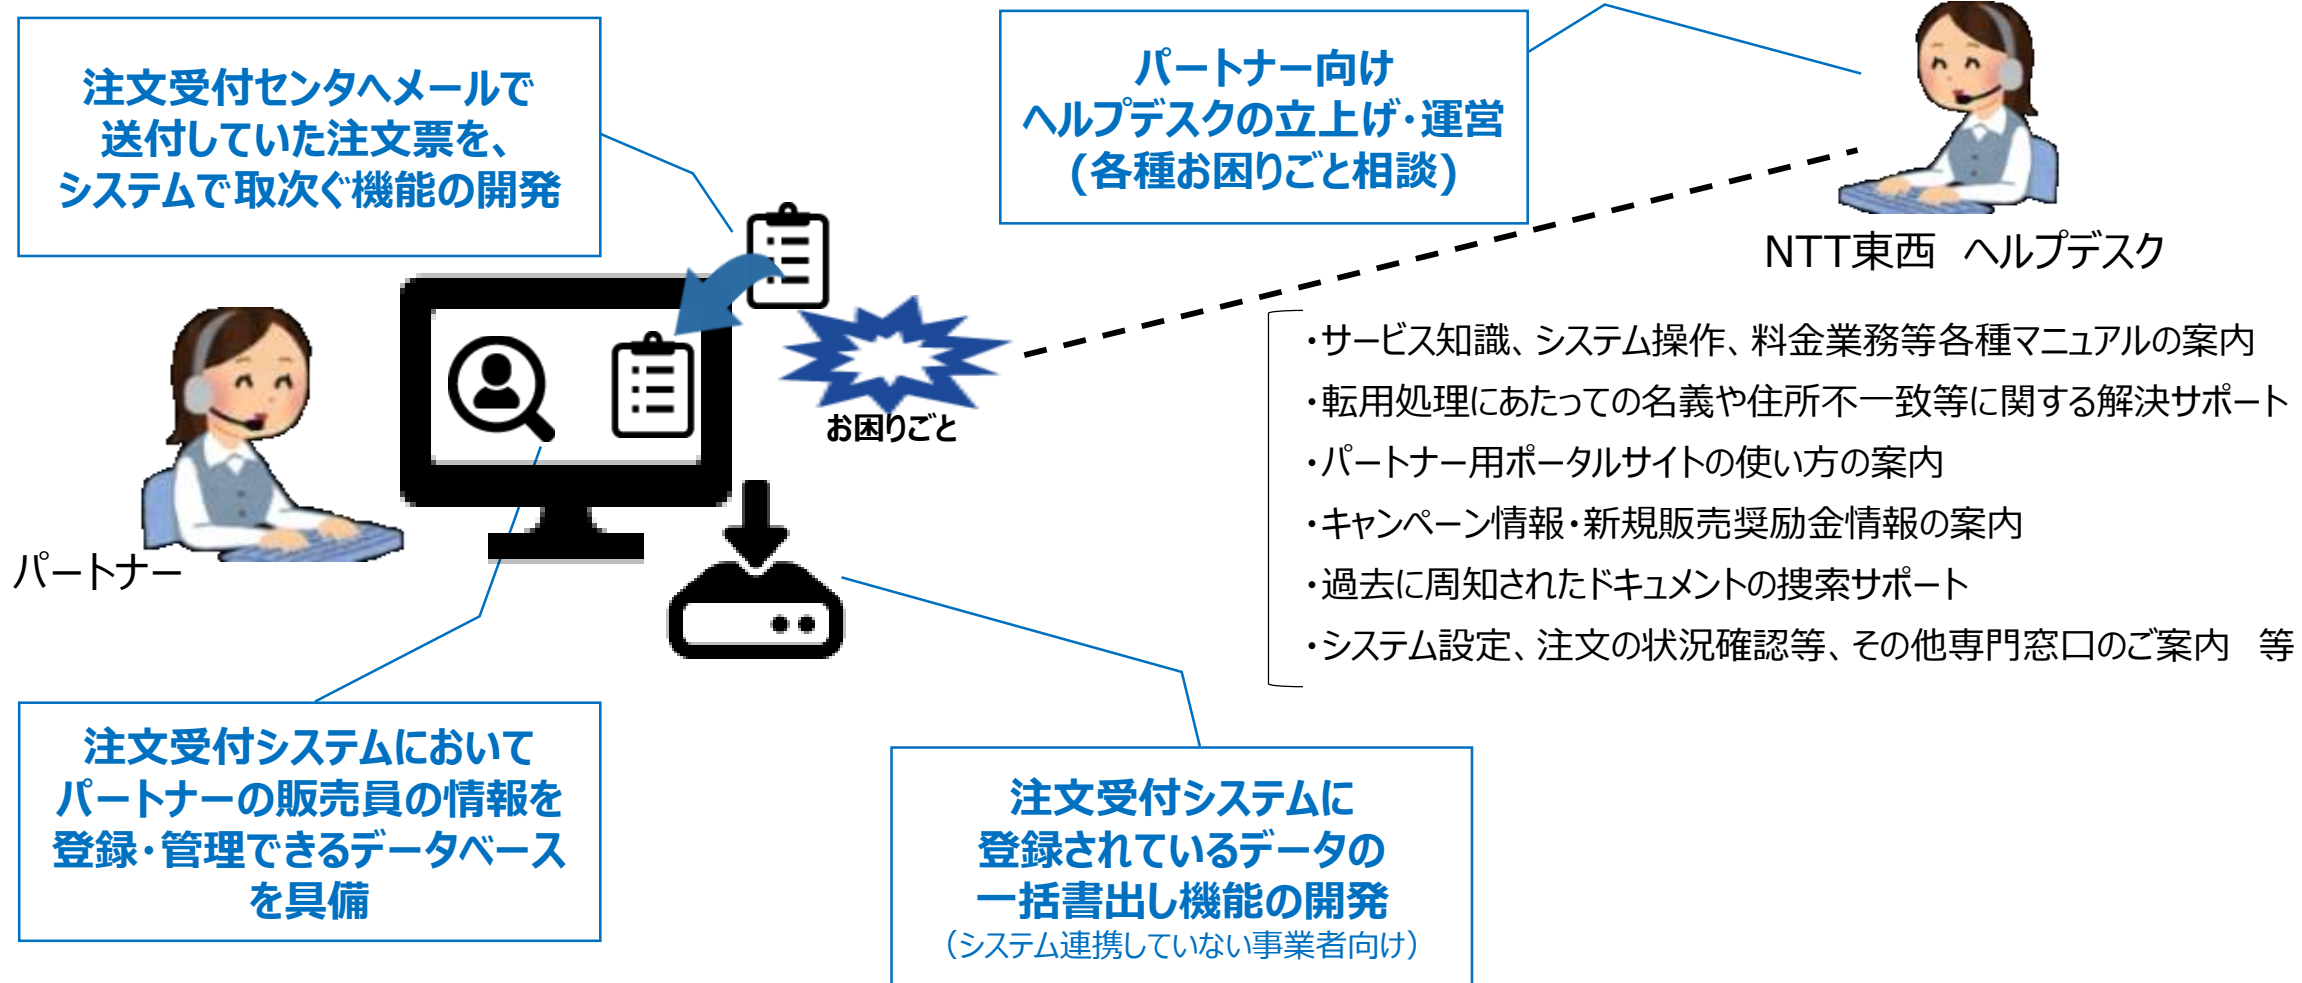 注文受付センタへメールで
送付していた注文票を、
システムで取次ぐ機能の開発
パートナー向け
ヘルプデスクの立上げ・運営
(各種お困りごと相談)
NTT東西　ヘルプデスク
お困りごと
パートナー
・サービス知識、システム操作、料金業務等各種マニュアルの案内
・転用処理にあたっての名義や住所不一致等に関する解決サポート
・パートナー用ポータルサイトの使い方の案内
・キャンペーン情報・新規販売奨励金情報の案内
・過去に周知されたドキュメントの捜索サポート
・システム設定、注文の状況確認等、その他専門窓口のご案内　等
注文受付システムにおいて
パートナーの販売員の情報を
登録・管理できるデータベース
を具備
注文受付システムに
登録されているデータの
一括書出し機能の開発
（システム連携していない事業者向け）